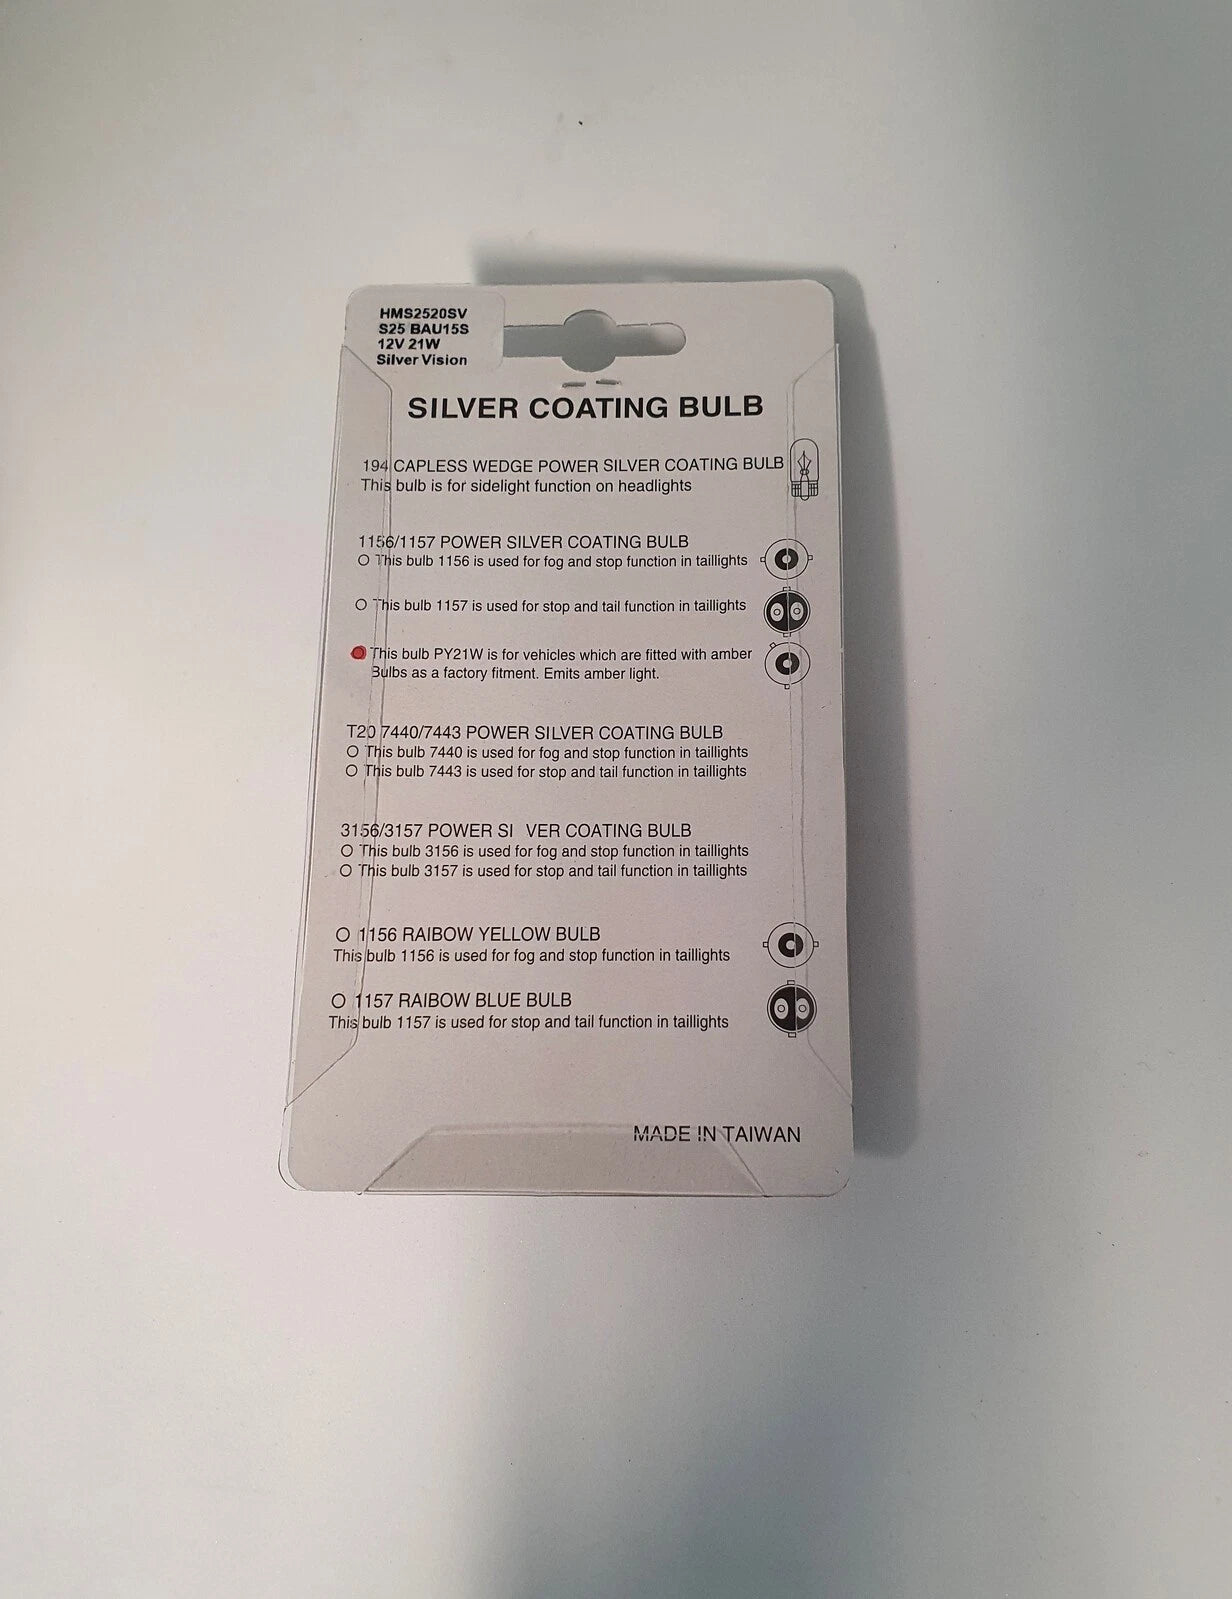 HMS2520SV
S25 BAU15S
12V 21W
Silver Vision
SILVER COATING BULB
194 CAPLESS WEDGE POWER SILVER COATING BULB
This bulb is for sidelight function on headlights
1156/1157 POWER SILVER COATING BULB
This bulb 1156 is used for fog and stop function in taillights
This bulb 1157 is used for stop and tail function in taillights
This bulb PY21W is for vehicles which are fitted with amber
Bulbs as a factory fitment. Emits amber light.
T20 7440/7443 POWER SILVER COATING BULB
This bulb 7440 is used for fog and stop function in taillights
This bulb 7443 is used for stop and tail function in taillights
3156/3157 POWER SI VER COATING BULB
This bulb 3156 is used for fog and stop function in taillights
This bulb 3157 is used for stop and tail function in taillights
1156 RAIBOW YELLOW BULB
This bulb 1156 is used for fog and stop function in taillights
1157 RAIBOW BLUE BULB
This bulb 1157 is used for stop and tail function in taillights
MADE IN TAIWAN